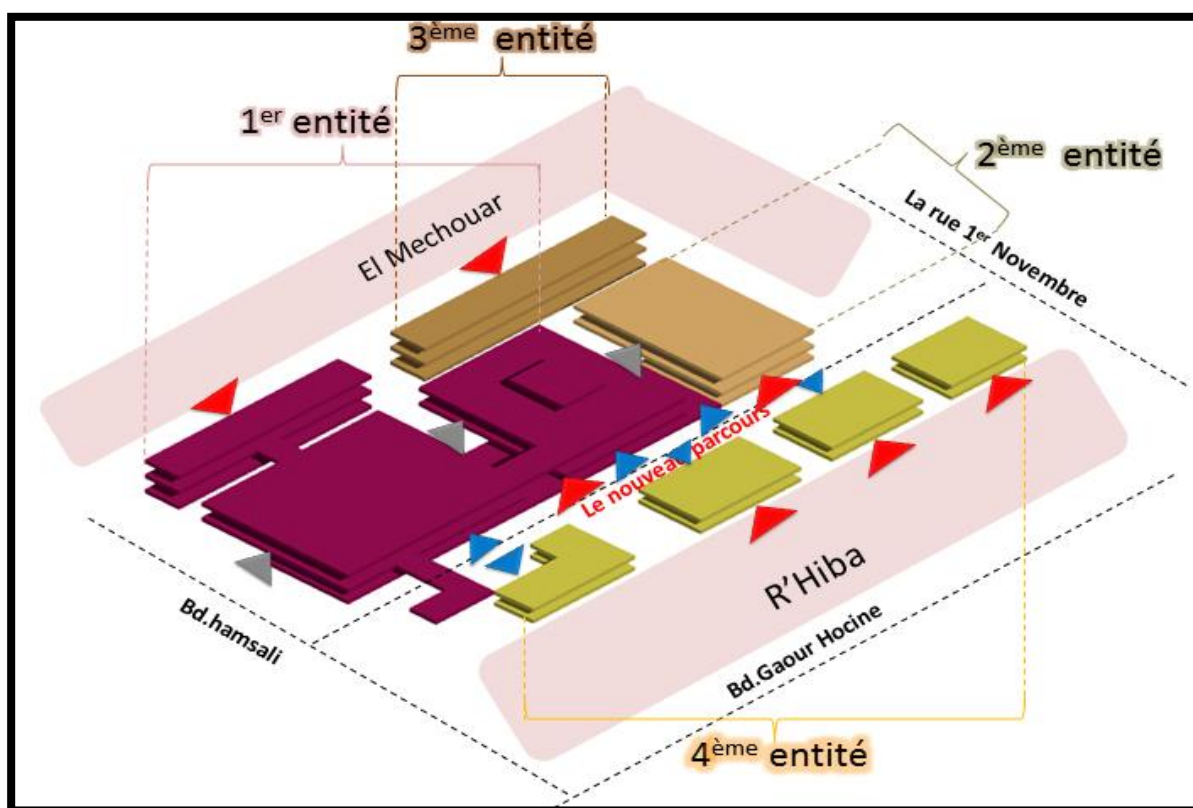 3ème entité
1er entité
2ème entité
El Mechouar
La rue 1er Novembre
Le nouveau parcours
R'Hiba
Bd.hamsali
Bd.Gaour Hocine
4ème entité